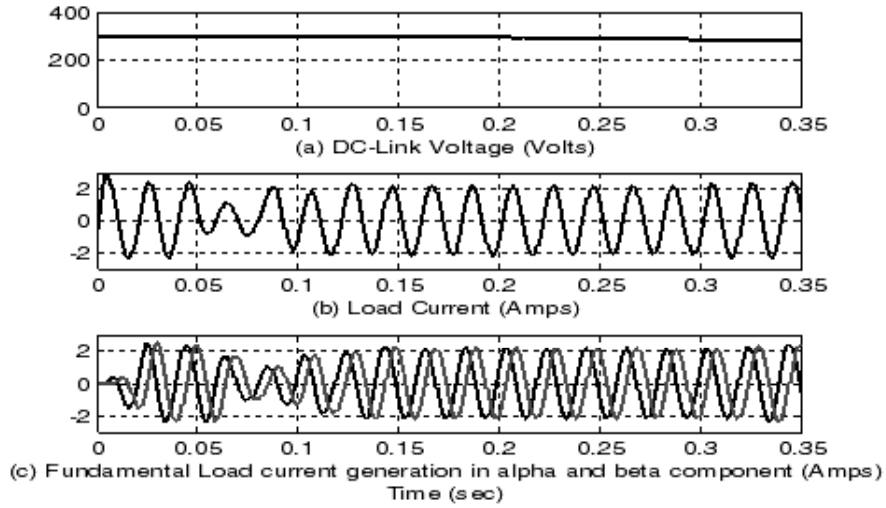 400
200
0
0 0.05 0.1 0.15 0.2 0.25 0.3 0.35
(a) DC-Link Voltage (Volts)
2
0
-2
0 0.05 0.1 0.15 0.2 0.25 0.3 0.35
(b) Load Current (Amps)
2
0
-2
0 0.05 0.1 0.15 0.2 0.25 0.3 0.35
(c) Fundamental Load current generation in alpha and beta component (Amps)
Time (sec)